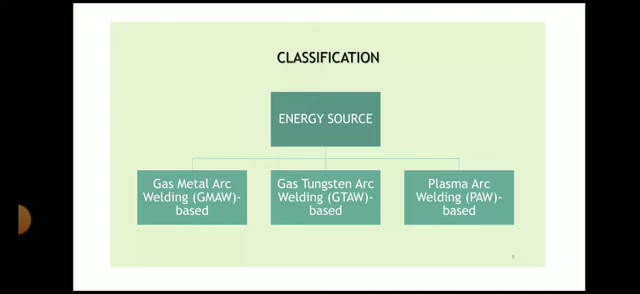 CLASSIFICATION
ENERGY SOURCE
Gas Metal Arc
Welding (GMAW)-
based
Gas Tungsten Arc
Welding (GTAW)-
based
Plasma Arc
Welding (PAW)-
based